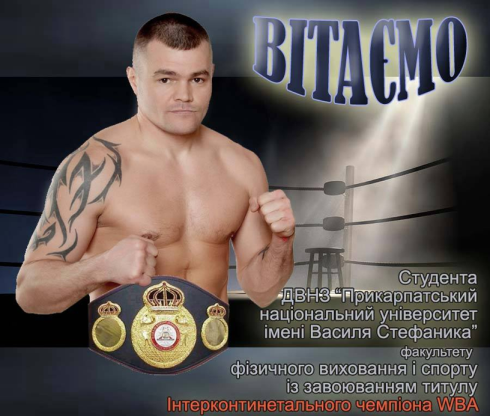 ВІТАЄМО
Студента
ДВНЗ "Прикарпатський
національний університет
імені Василя Стефаника"
факультету
фізичного виховання і спорту
із завоюванням титулу
Інтерконтинетального чемпіона WBA